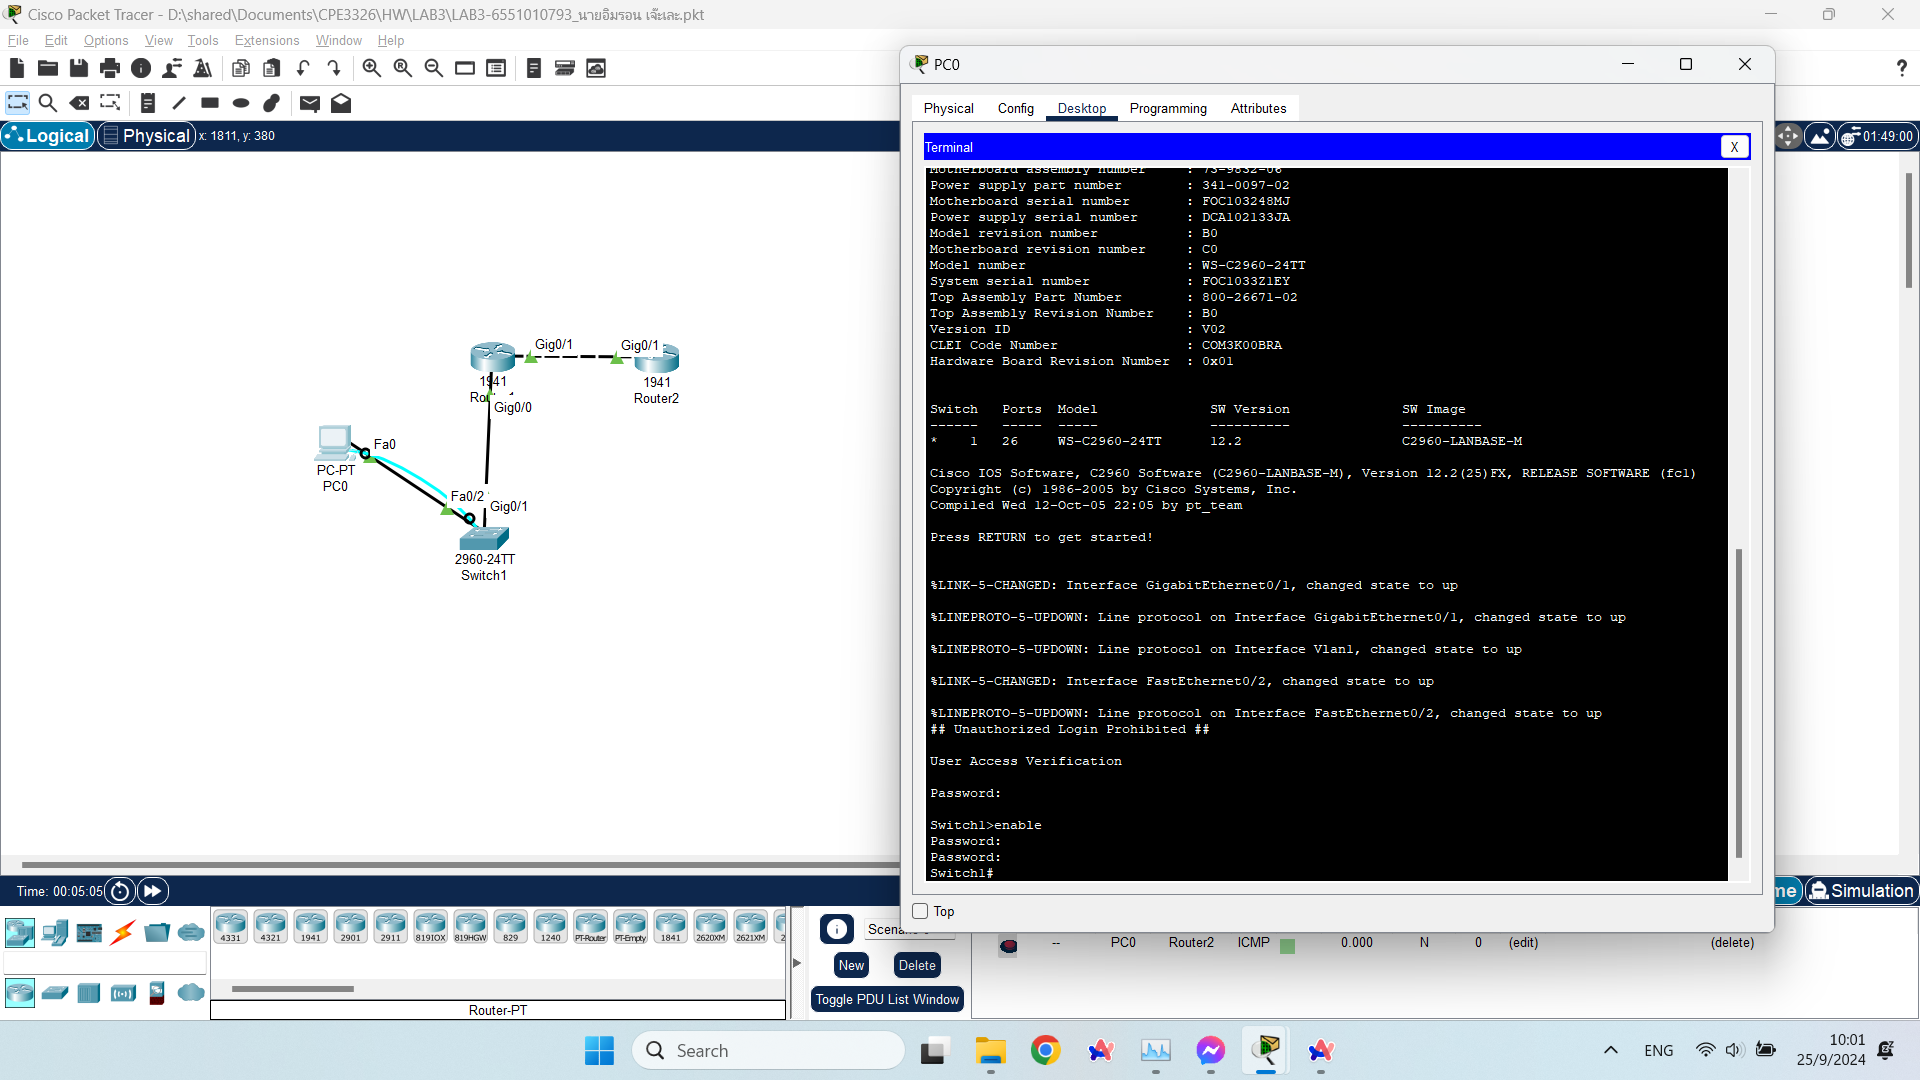 Cisco Packet Tracer - D:\shared\Documents\CPE3326\HW\LAB3\LAB3-6551010793_นายอิมรอน เจ๊ะเละ.pkt
File Edit Options View Tools Extensions Window Help
Logical
Physical
x: 1811, y: 380
01:49:00
Gig0/1
Gig0/1
1941
1941
Router2
Gig0/0
Fa0
PC-PT
PC0
Fa0/2
Gig0/1
2960-24TT
Switch1
PC0
Physical Config Desktop Programming Attributes
Terminal
X
Motherboard assembly number : 73-9832-06
Power supply part number : 341-0097-02
Motherboard serial number : FOC103248MJ
Power supply serial number : DCA102133JA
Model revision number : B0
Motherboard revision number : C0
Model number : WS-C2960-24TT
System serial number : FOC1033Z1EY
Top Assembly Part Number : 800-26671-02
Top Assembly Revision Number : B0
Version ID : V02
CLEI Code Number : COM3K00BRA
Hardware Board Revision Number : 0x01
Switch Ports Model SW Version SW Image
------ ----- ----- ---------- ----------
* 1 26 WS-C2960-24TT 12.2 C2960-LANBASE-M
Cisco IOS Software, C2960 Software (C2960-LANBASE-M), Version 12.2(25)FX, RELEASE SOFTWARE (fc1)
Copyright (c) 1986-2005 by Cisco Systems, Inc.
Compiled Wed 12-Oct-05 22:05 by pt_team
Press RETURN to get started!
%LINK-5-CHANGED: Interface GigabitEthernet0/1, changed state to up
%LINEPROTO-5-UPDOWN: Line protocol on Interface GigabitEthernet0/1, changed state to up
%LINEPROTO-5-UPDOWN: Line protocol on Interface Vlan1, changed state to up
%LINK-5-CHANGED: Interface FastEthernet0/2, changed state to up
%LINEPROTO-5-UPDOWN: Line protocol on Interface FastEthernet0/2, changed state to up
## Unauthorized Login Prohibited ##
User Access Verification
Password:
Switch1>enable
Password:
Password:
Switch1#
Top
Time: 00:05:05
Simulation
4331 4321 1941 2901 2911 819IOX 819HGW 829 1240 PT-Router PT-Empty 1841 2620XM 2621XM
Router-PT
New
Delete
Toggle PDU List Window
-- PC0 Router2 ICMP 0.000 N 0 (edit) (delete)
Search
ENG
10:01
25/9/2024